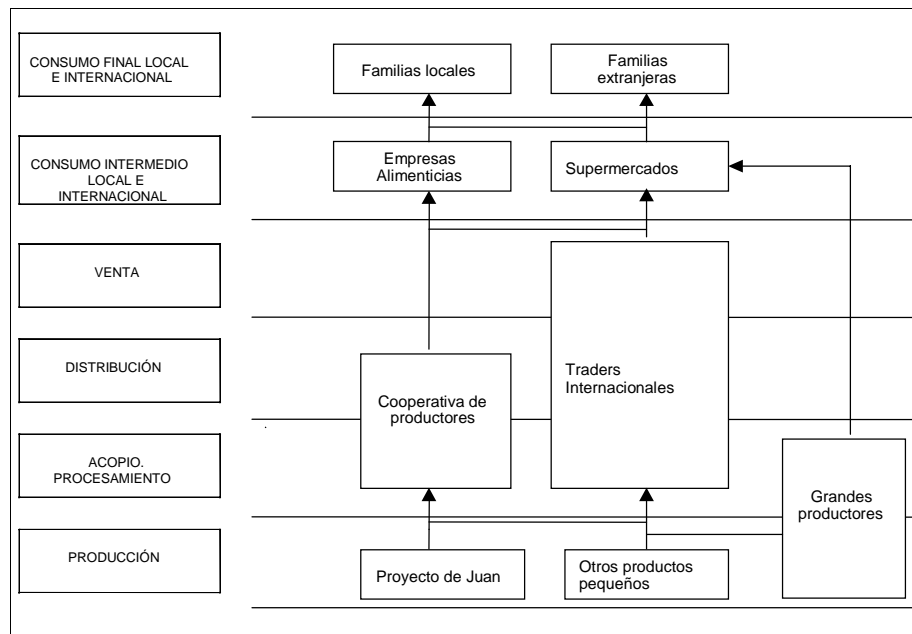 CONSUMO FINAL LOCAL
E INTERNACIONAL
Familias locales
Familias
extranjeras
CONSUMO INTERMEDIO
LOCAL E
INTERNACIONAL
Empresas
Alimenticias
Supermercados
VENTA
DISTRIBUCIÓN
Cooperativa de
productores
Traders
Internacionales
ACOPIO.
PROCESAMIENTO
Grandes
productores
PRODUCCIÓN
Proyecto de Juan
Otros productos
pequeños